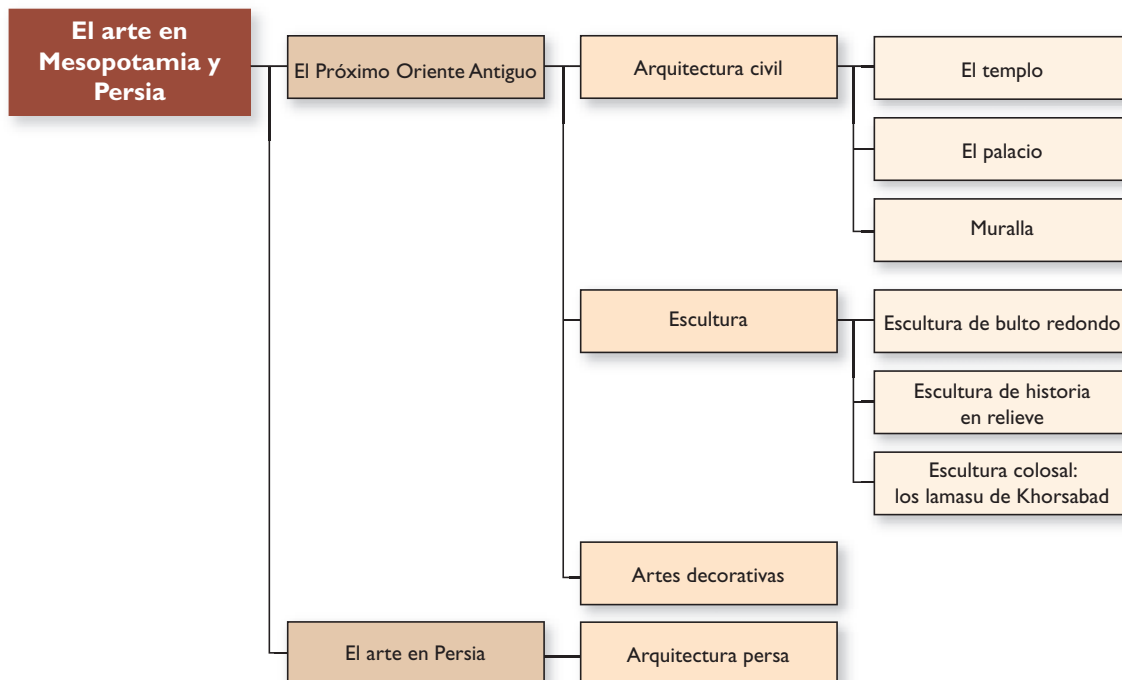 El arte en
Mesopotamia y
Persia
El Próximo Oriente Antiguo
Arquitectura civil
El templo
El palacio
Muralla
Escultura
Escultura de bulto redondo
Escultura de historia
en relieve
Escultura colosal:
los lamasu de Khorsabad
Artes decorativas
El arte en Persia
Arquitectura persa